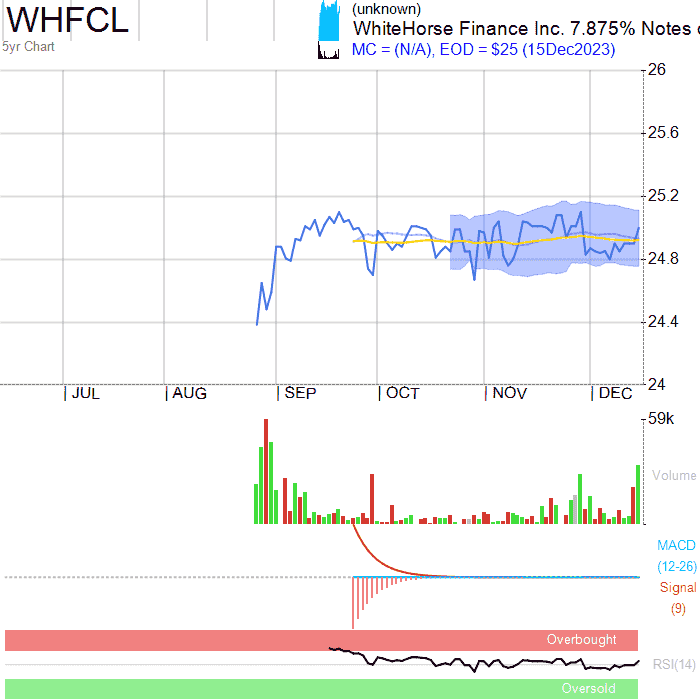 WHFCL
5yr Chart
(unknown)
WhiteHorse Finance Inc. 7.875% Notes
MC = (N/A), EOD = $25 (15Dec2023)
26
25.6
25.2
24.8
24.4
24
JUL
AUG
SEP
OCT
NOV
DEC
59k
Volume
MACD
(12-26)
Signal
(9)
Overbought
RSI(14)
Oversold